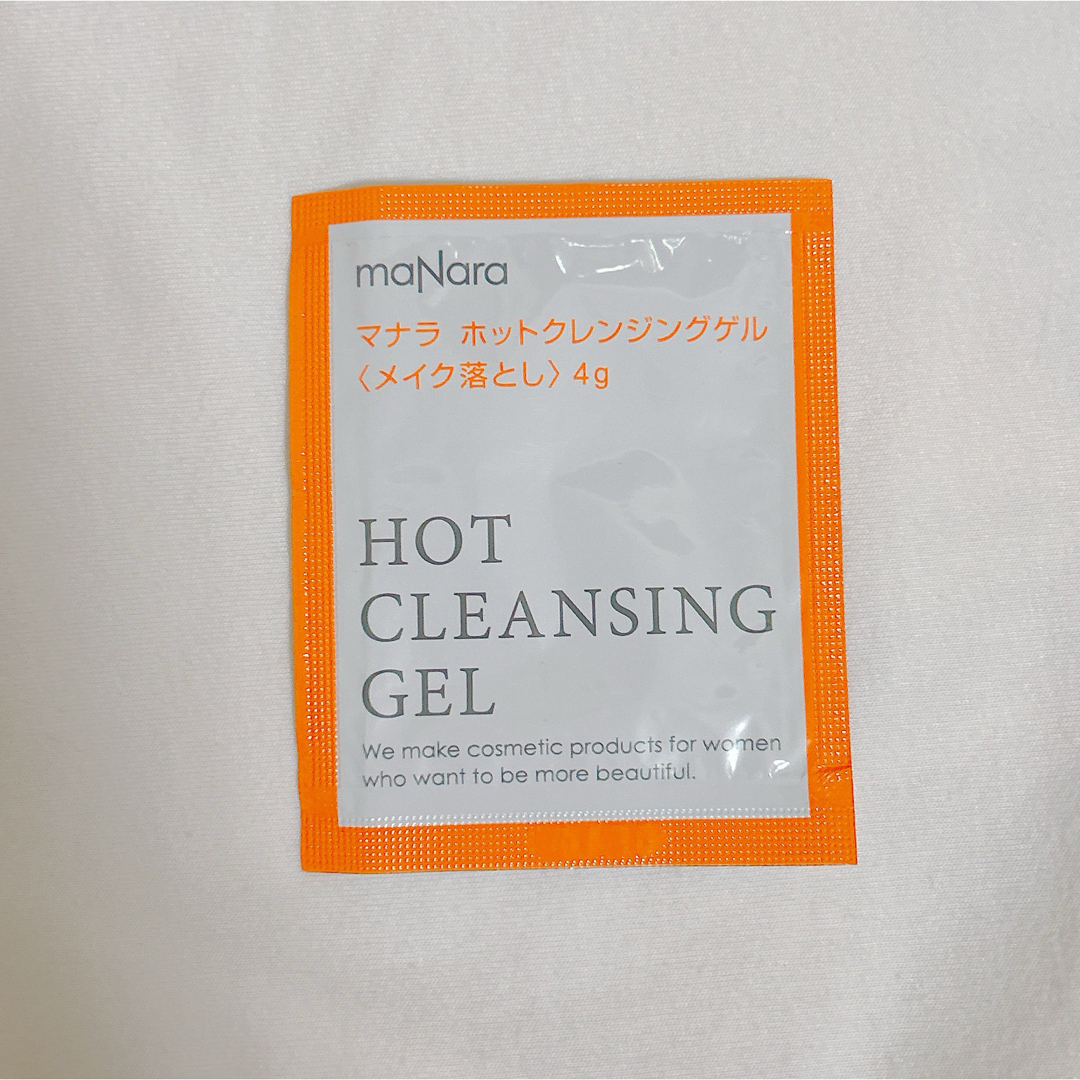 maNara
マナラ ホットクレンジングゲル
〈メイク落とし〉4g
HOT
CLEANSING
GEL
We make cosmetic products for women
who want to be more beautiful.